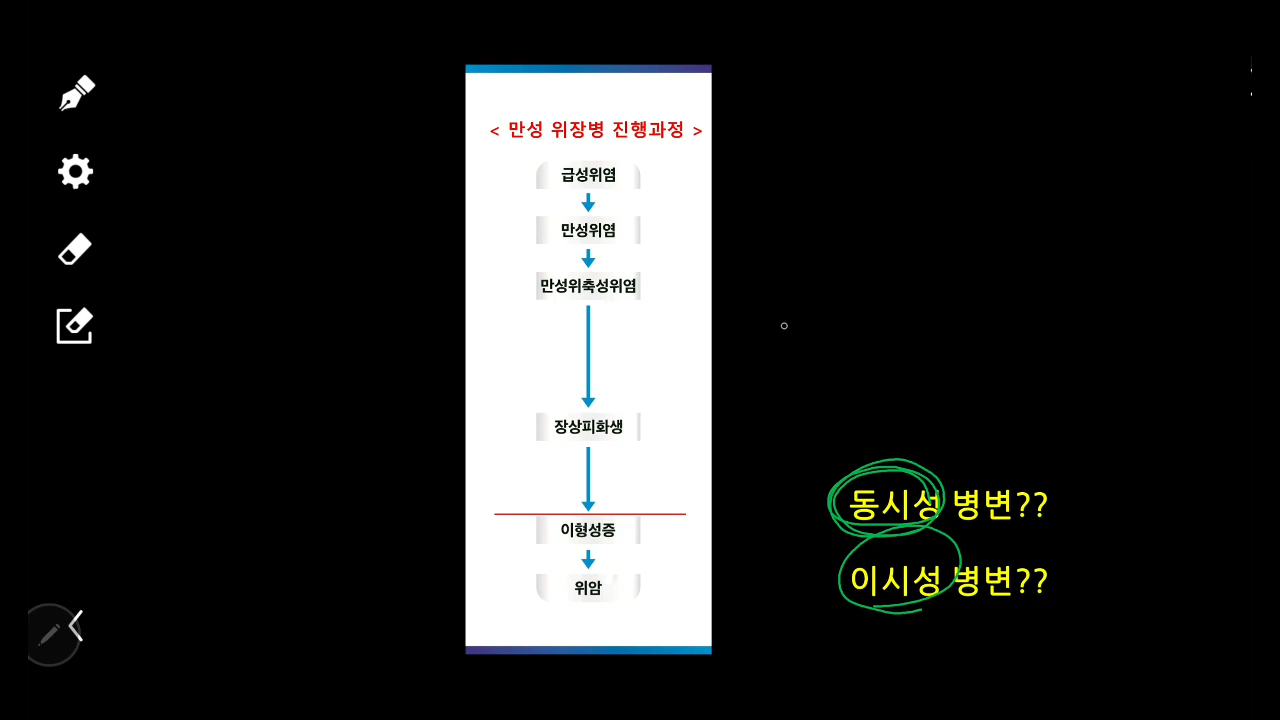 < 만성 위장병 진행과정 >
급성위염
만성위염
만성위축성위염
장상피화생
이형성증
위암
동시성 병변??
이시성 병변??